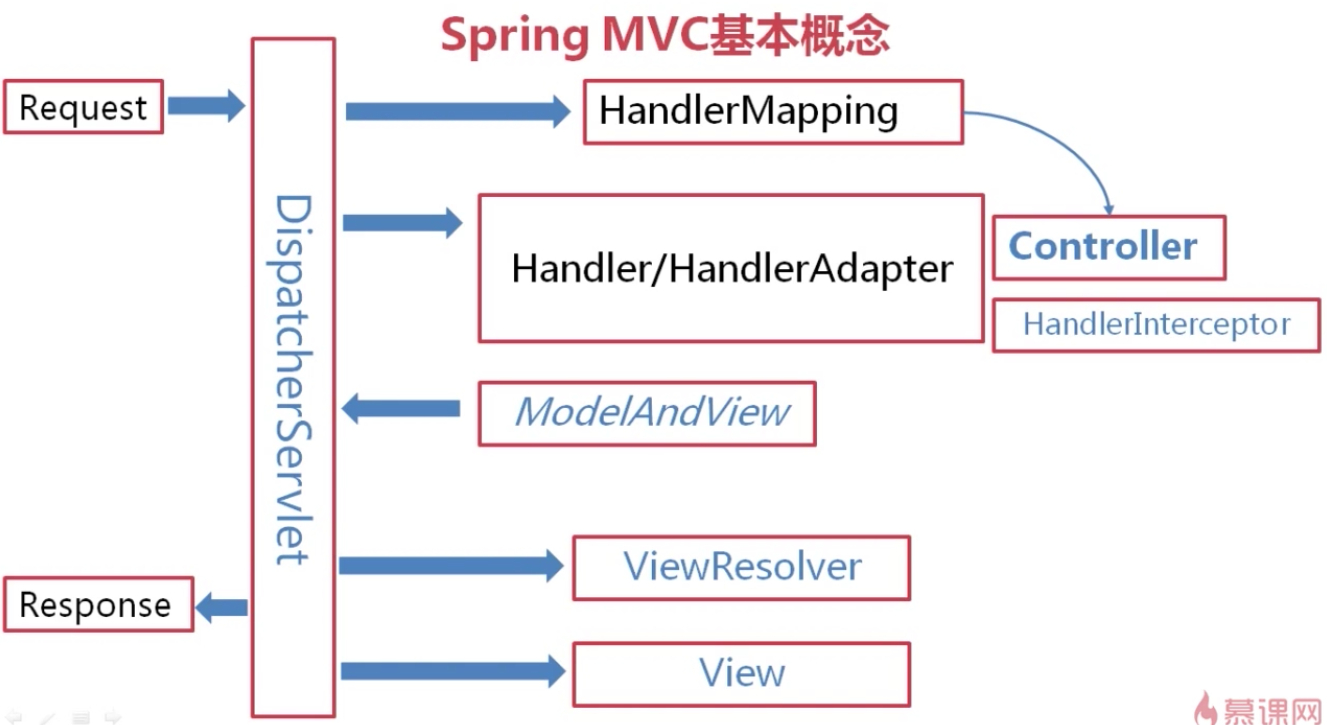 Spring MVC基本概念
Request
HandlerMapping
DispatcherServlet
Handler/HandlerAdapter
Controller
HandlerInterceptor
ModelAndView
ViewResolver
Response
View
慕课网